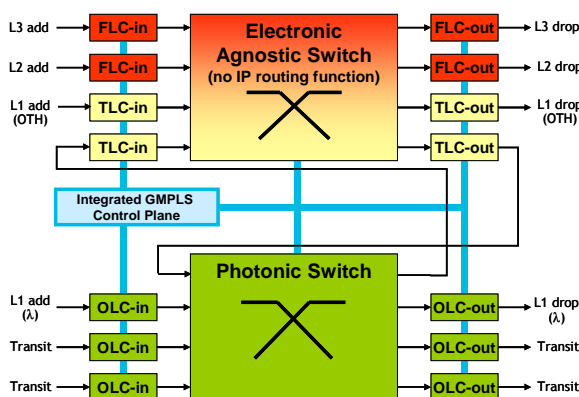 L3 add
FLC-in
Electronic
Agnostic Switch
(no IP routing function)
FLC-out
L3 drop
L2 add
FLC-in
FLC-out
L2 drop
L1 add
(OTH)
TLC-in
TLC-out
L1 drop
(OTH)
TLC-in
TLC-out
Integrated GMPLS
Control Plane
Photonic Switch
L1 add
(λ)
OLC-in
OLC-out
L1 drop
(λ)
Transit
OLC-in
OLC-out
Transit
Transit
OLC-in
OLC-out
Transit